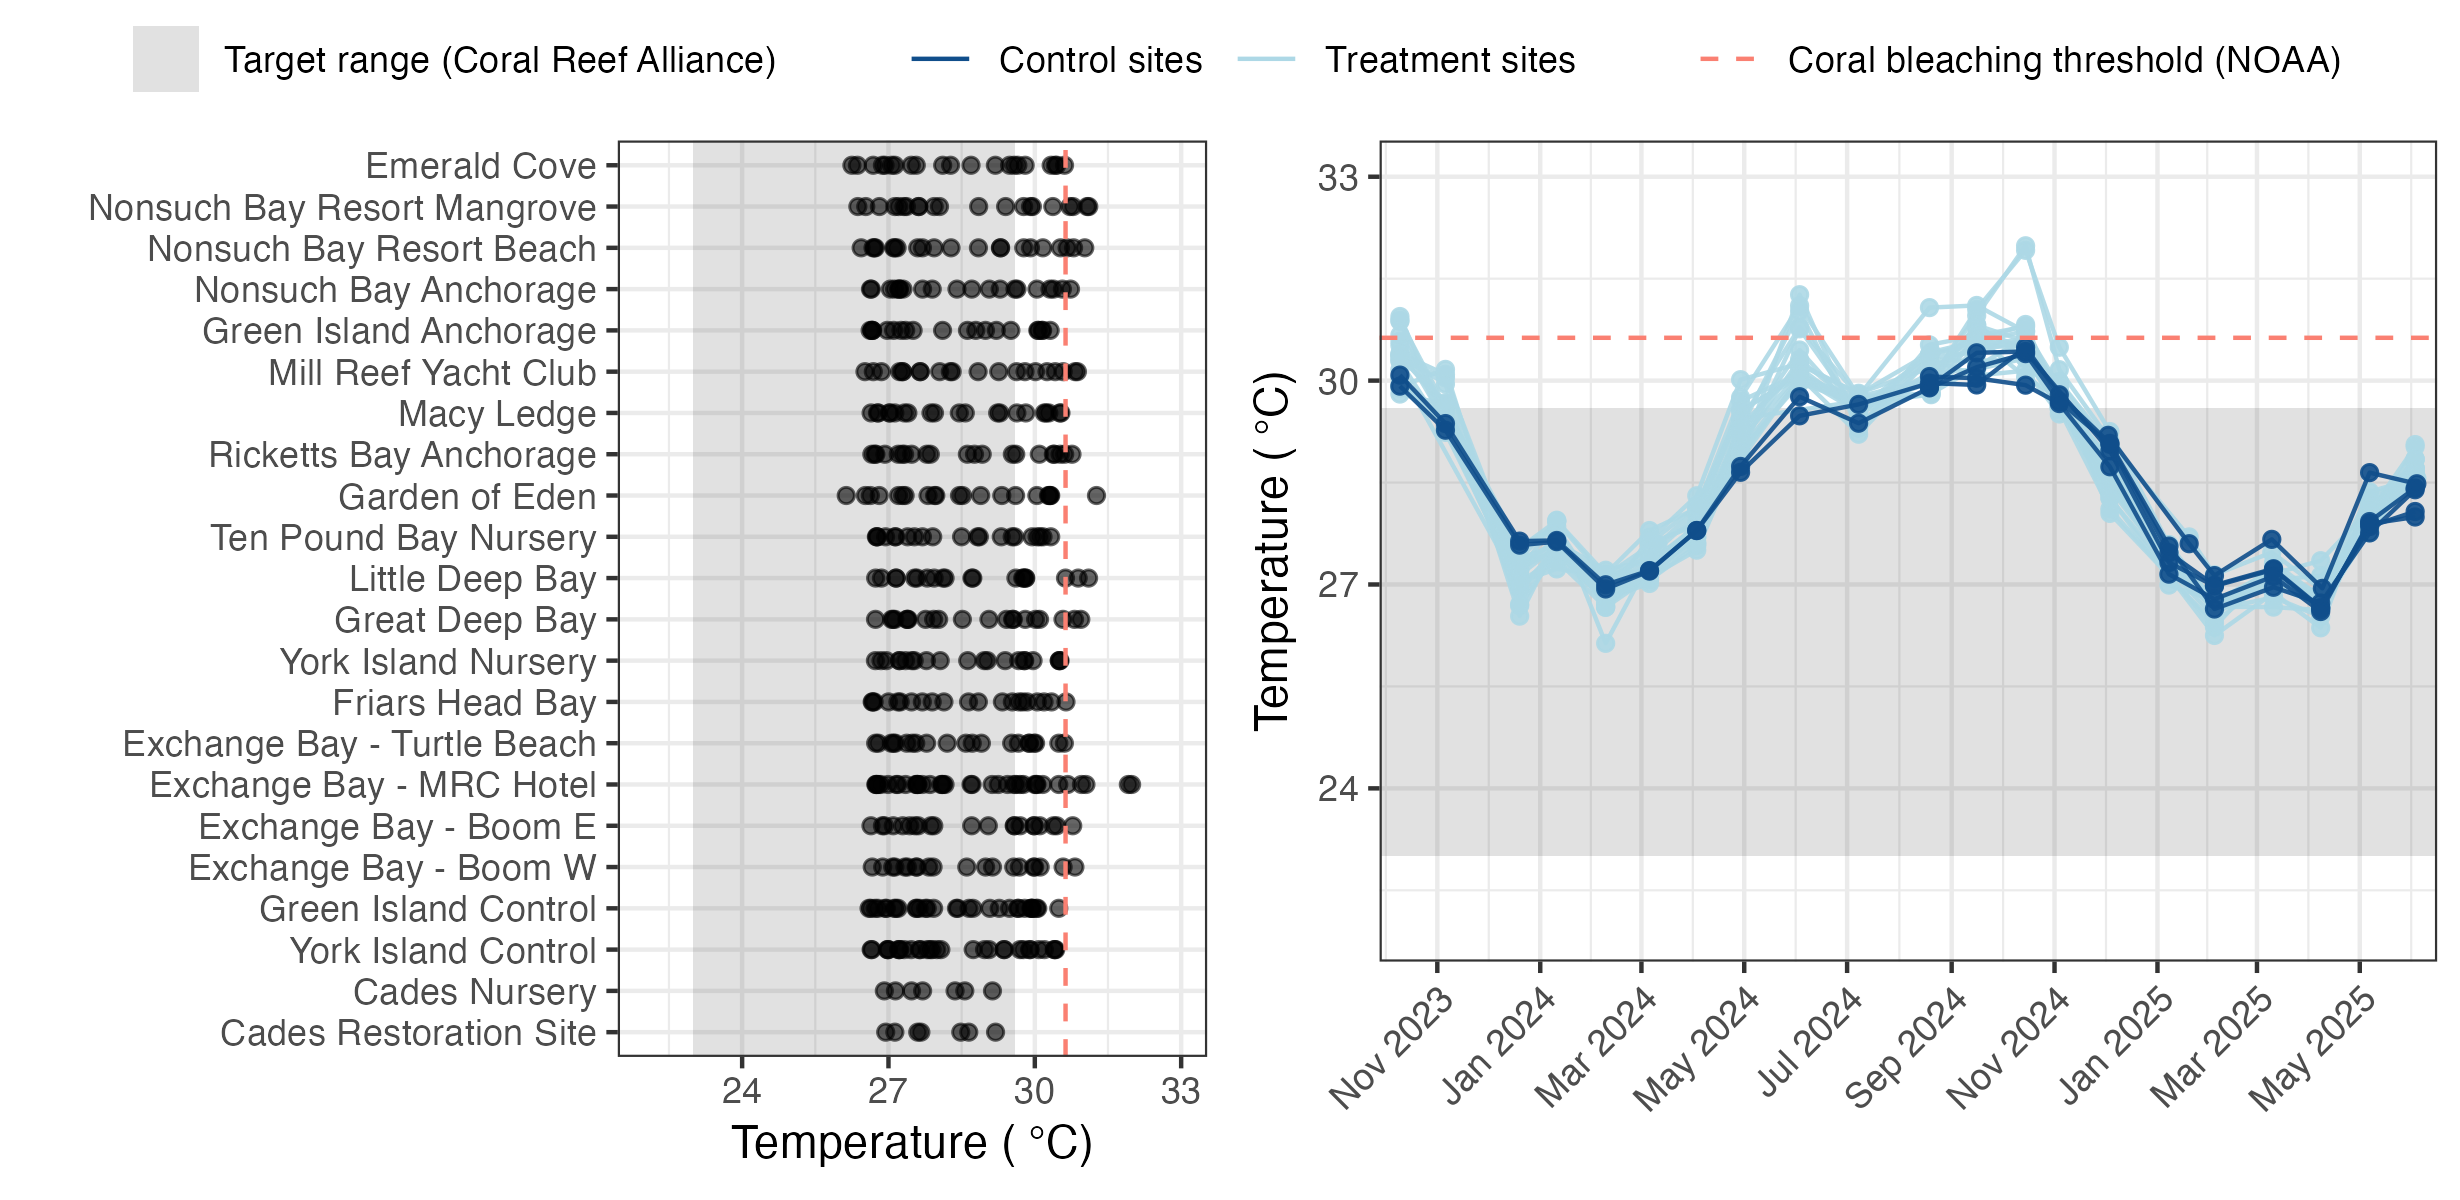 Target range (Coral Reef Alliance)
Control sites
Treatment sites
Coral bleaching threshold (NOAA)
Emerald Cove
Nonsuch Bay Resort Mangrove
Nonsuch Bay Resort Beach
Nonsuch Bay Anchorage
Green Island Anchorage
Mill Reef Yacht Club
Macy Ledge
Ricketts Bay Anchorage
Garden of Eden
Ten Pound Bay Nursery
Little Deep Bay
Great Deep Bay
York Island Nursery
Friars Head Bay
Exchange Bay - Turtle Beach
Exchange Bay - MRC Hotel
Exchange Bay - Boom E
Exchange Bay - Boom W
Green Island Control
York Island Control
Cades Nursery
Cades Restoration Site
24
27
30
33
Temperature ( °C)
Temperature ( °C)
33
30
27
24
Nov 2023
Jan 2024
Mar 2024
May 2024
Jul 2024
Sep 2024
Nov 2024
Jan 2025
Mar 2025
May 2025